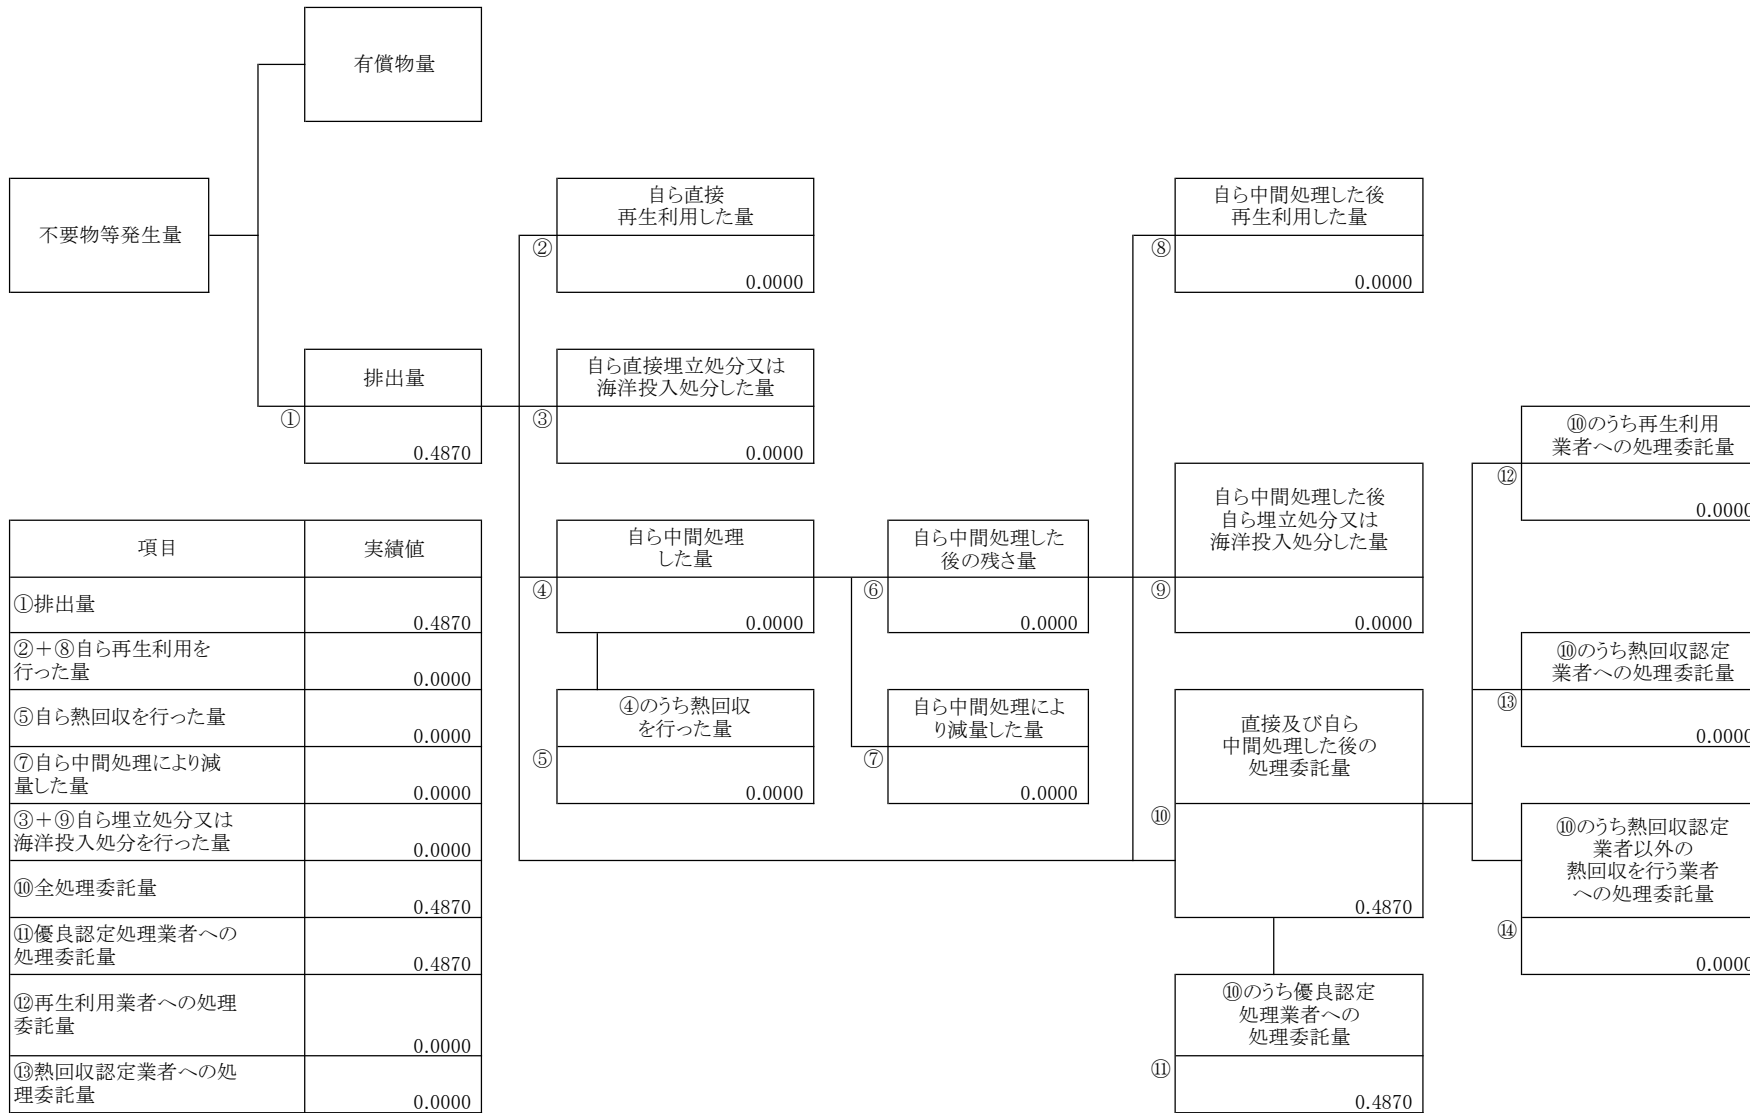 有償物量
不要物等発生量
自ら直接
再生利用した量
②
0.0000
自ら中間処理した後
再生利用した量
⑧
0.0000
排出量
①
0.4870
自ら直接埋立処分又は
海洋投入処分した量
③
0.0000
⑩のうち再生利用
業者への処理委託量
⑫
0.0000
自ら中間処理
した量
④
0.0000
自ら中間処理した
後の残さ量
⑥
0.0000
自ら中間処理した後
自ら埋立処分又は
海洋投入処分した量
⑨
0.0000
⑩のうち熱回収認定
業者への処理委託量
⑬
0.0000
④のうち熱回収
を行った量
⑤
0.0000
自ら中間処理によ
り減量した量
⑦
0.0000
直接及び自ら
中間処理した後の
処理委託量
⑩
0.4870
⑩のうち熱回収認定
業者以外の
熱回収を行う業者
への処理委託量
⑭
0.0000
⑩のうち優良認定
処理業者への
処理委託量
⑪
0.4870
項目 実績値
①排出量
0.4870
②＋⑧自ら再生利用を
行った量
0.0000
⑤自ら熱回収を行った量
0.0000
⑦自ら中間処理により減
量した量
0.0000
③＋⑨自ら埋立処分又は
海洋投入処分を行った量
0.0000
⑩全処理委託量
0.4870
⑪優良認定処理業者への
処理委託量
0.4870
⑫再生利用業者への処理
委託量
0.0000
⑬熱回収認定業者への処
理委託量
0.0000